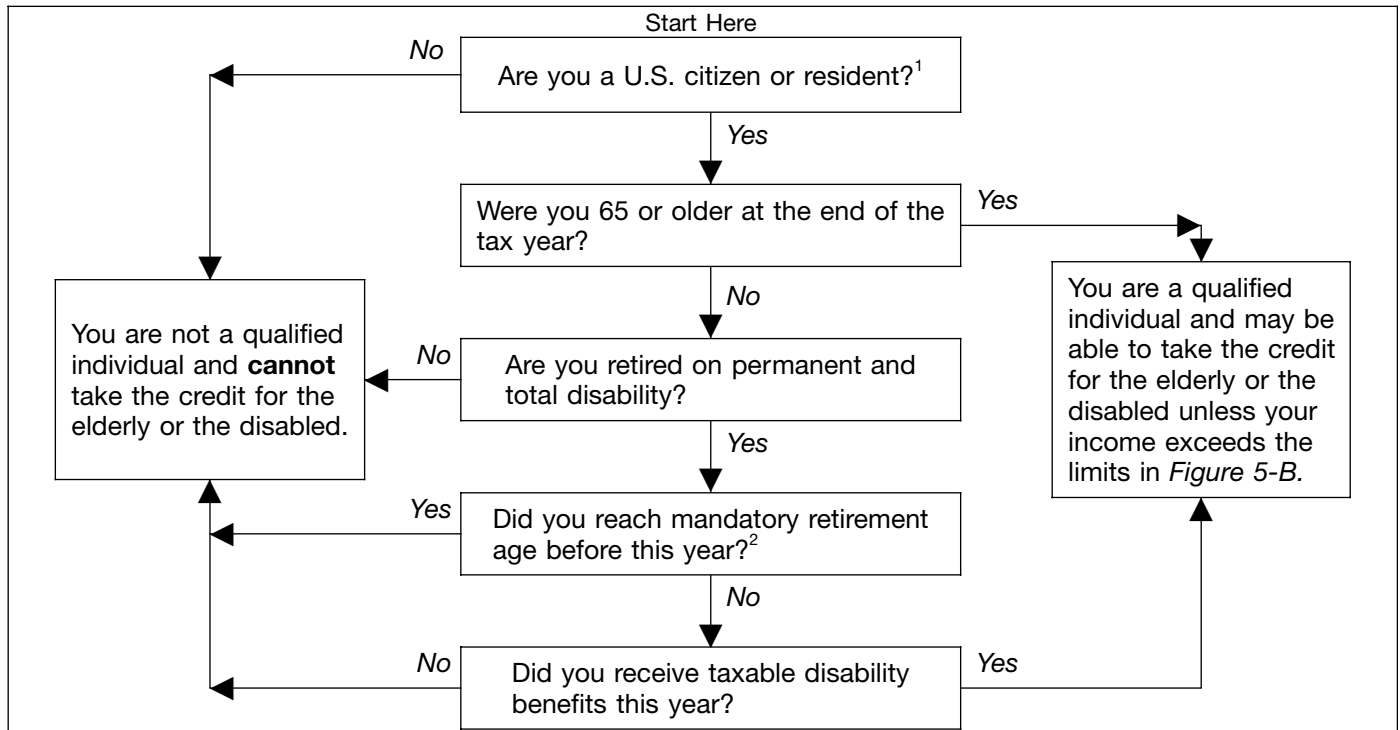 Start Here
No
Are you a U.S. citizen or resident?1
Yes
Were you 65 or older at the end of the
tax year?
Yes
No
You are not a qualified
individual and cannot
take the credit for the
elderly or the disabled.
You are a qualified
individual and may be
able to take the credit
for the elderly or the
disabled unless your
income exceeds the
limits in Figure 5-B.
No
Are you retired on permanent and
total disability?
Yes
Yes
Did you reach mandatory retirement
age before this year?2
No
No
Did you receive taxable disability
benefits this year?
Yes